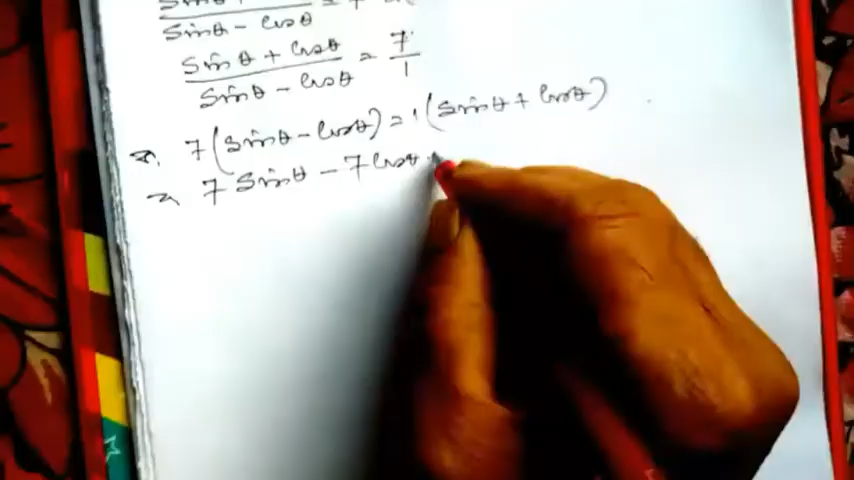 sinθ - cosθ
sinθ + cosθ / sinθ - cosθ = 7/1
7(sinθ - cosθ) = 1(sinθ + cosθ)
7 sinθ - 7 cosθ